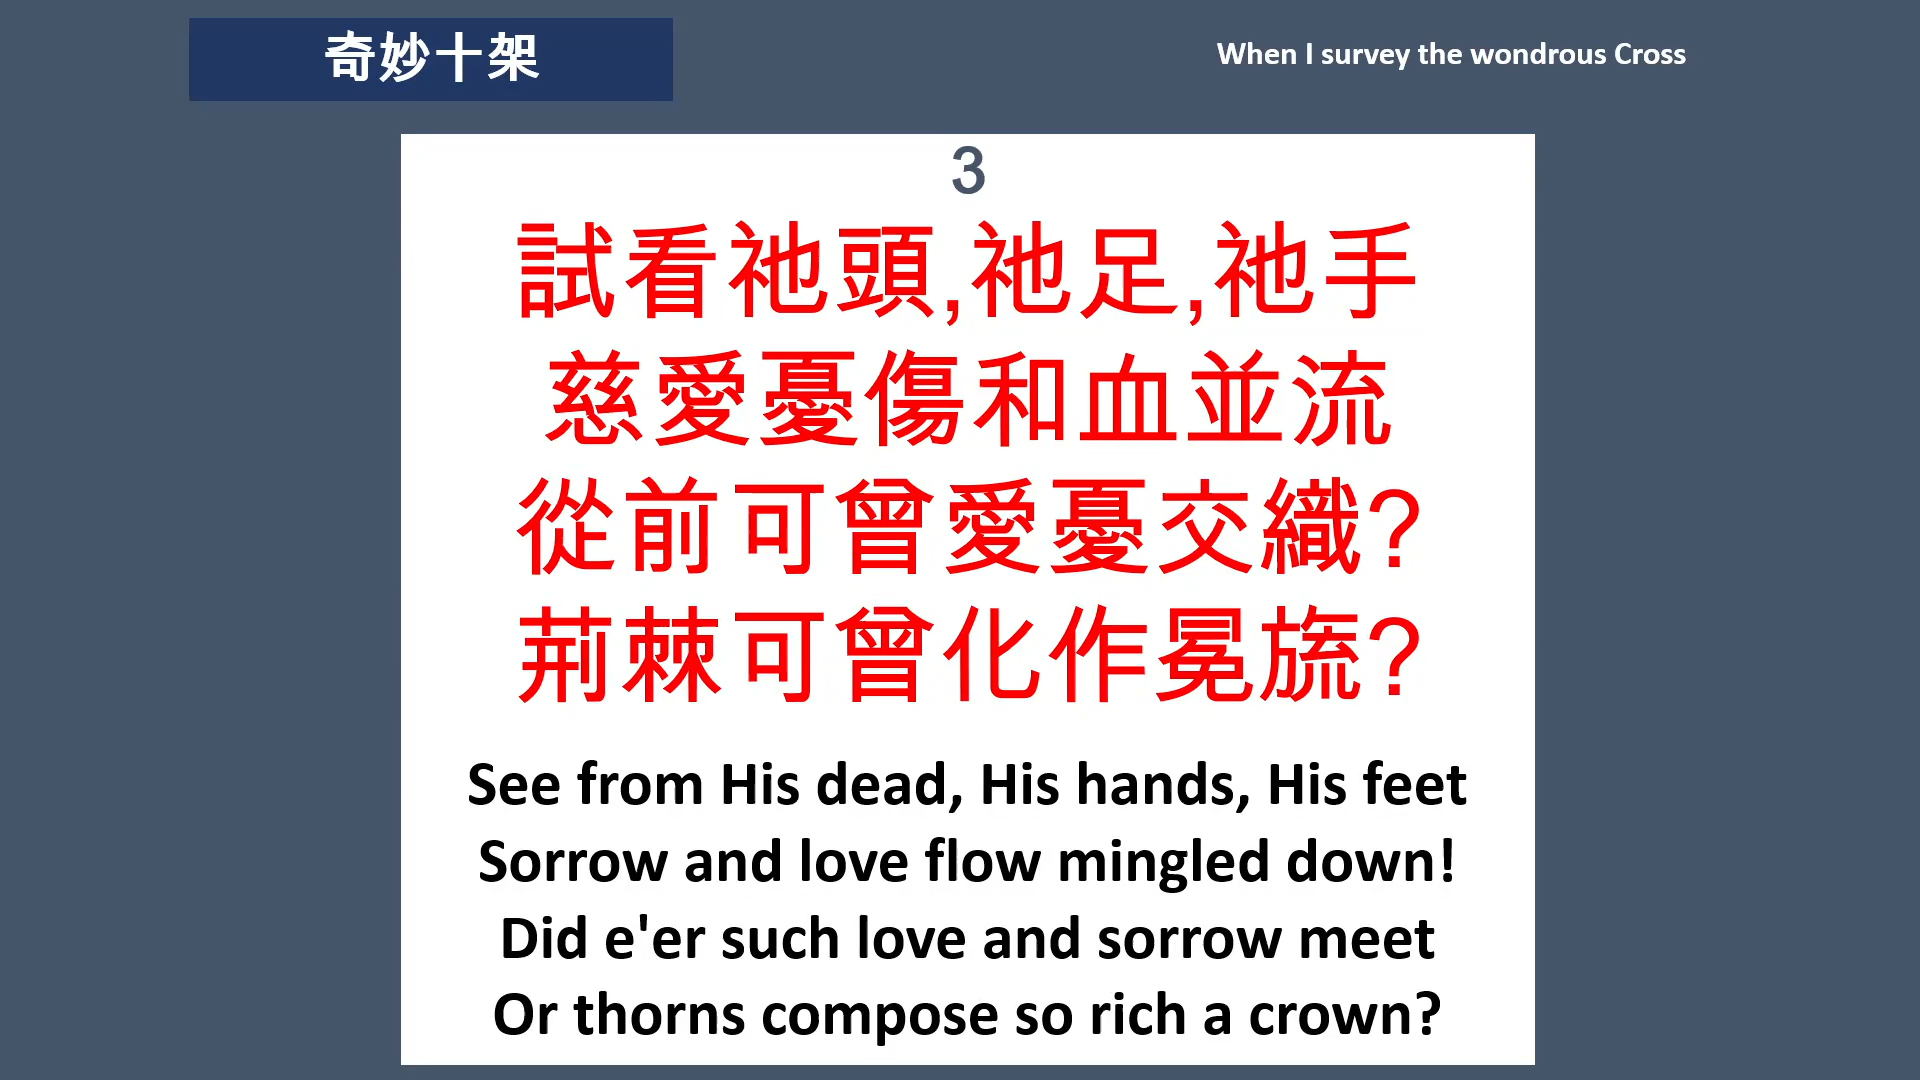 奇妙十架
When I survey the wondrous Cross
3
試看祂頭,祂足,祂手
慈愛憂傷和血並流
從前可曾愛憂交織?
荊棘可曾化作冕旒?
See from His dead, His hands, His feet
Sorrow and love flow mingled down!
Did e'er such love and sorrow meet
Or thorns compose so rich a crown?